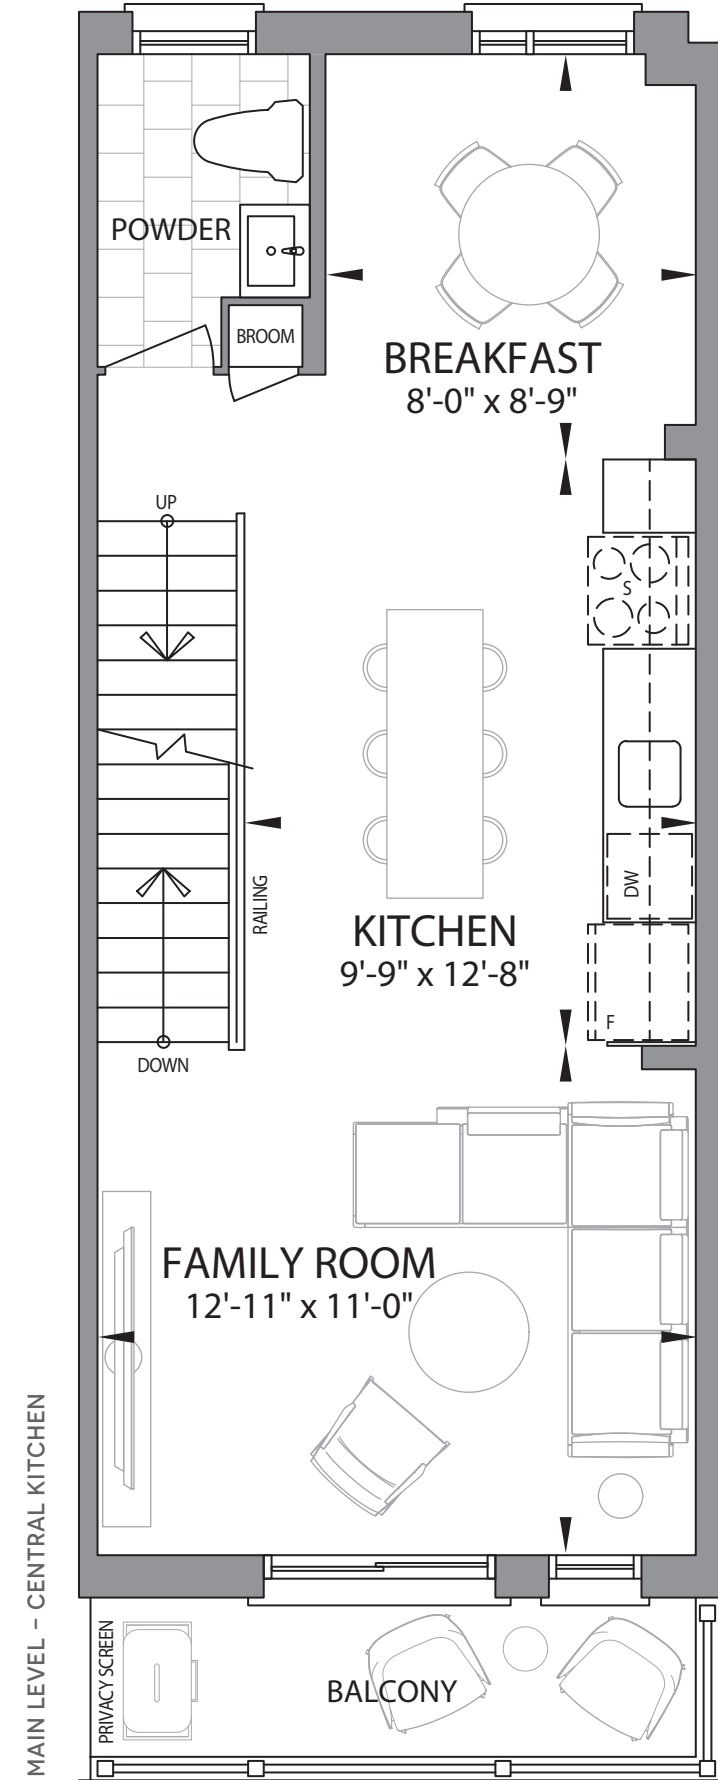 POWDER
BROOM
BREAKFAST
8'-0" x 8'-9"
UP
S
DW
RAILING
KITCHEN
9'-9" x 12'-8"
F
DOWN
FAMILY ROOM
12'-11" x 11'-0"
MAIN LEVEL – CENTRAL KITCHEN
PRIVACY SCREEN
BALCONY